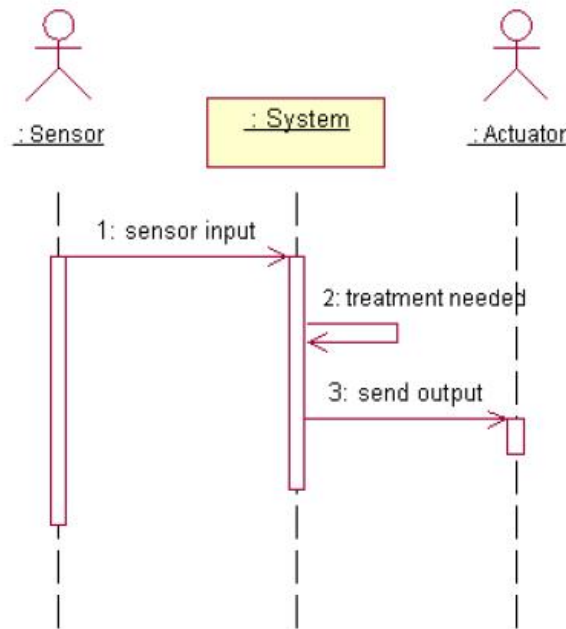 : Sensor
: System
: Actuator
1: sensor input
2: treatment needed
3: send output